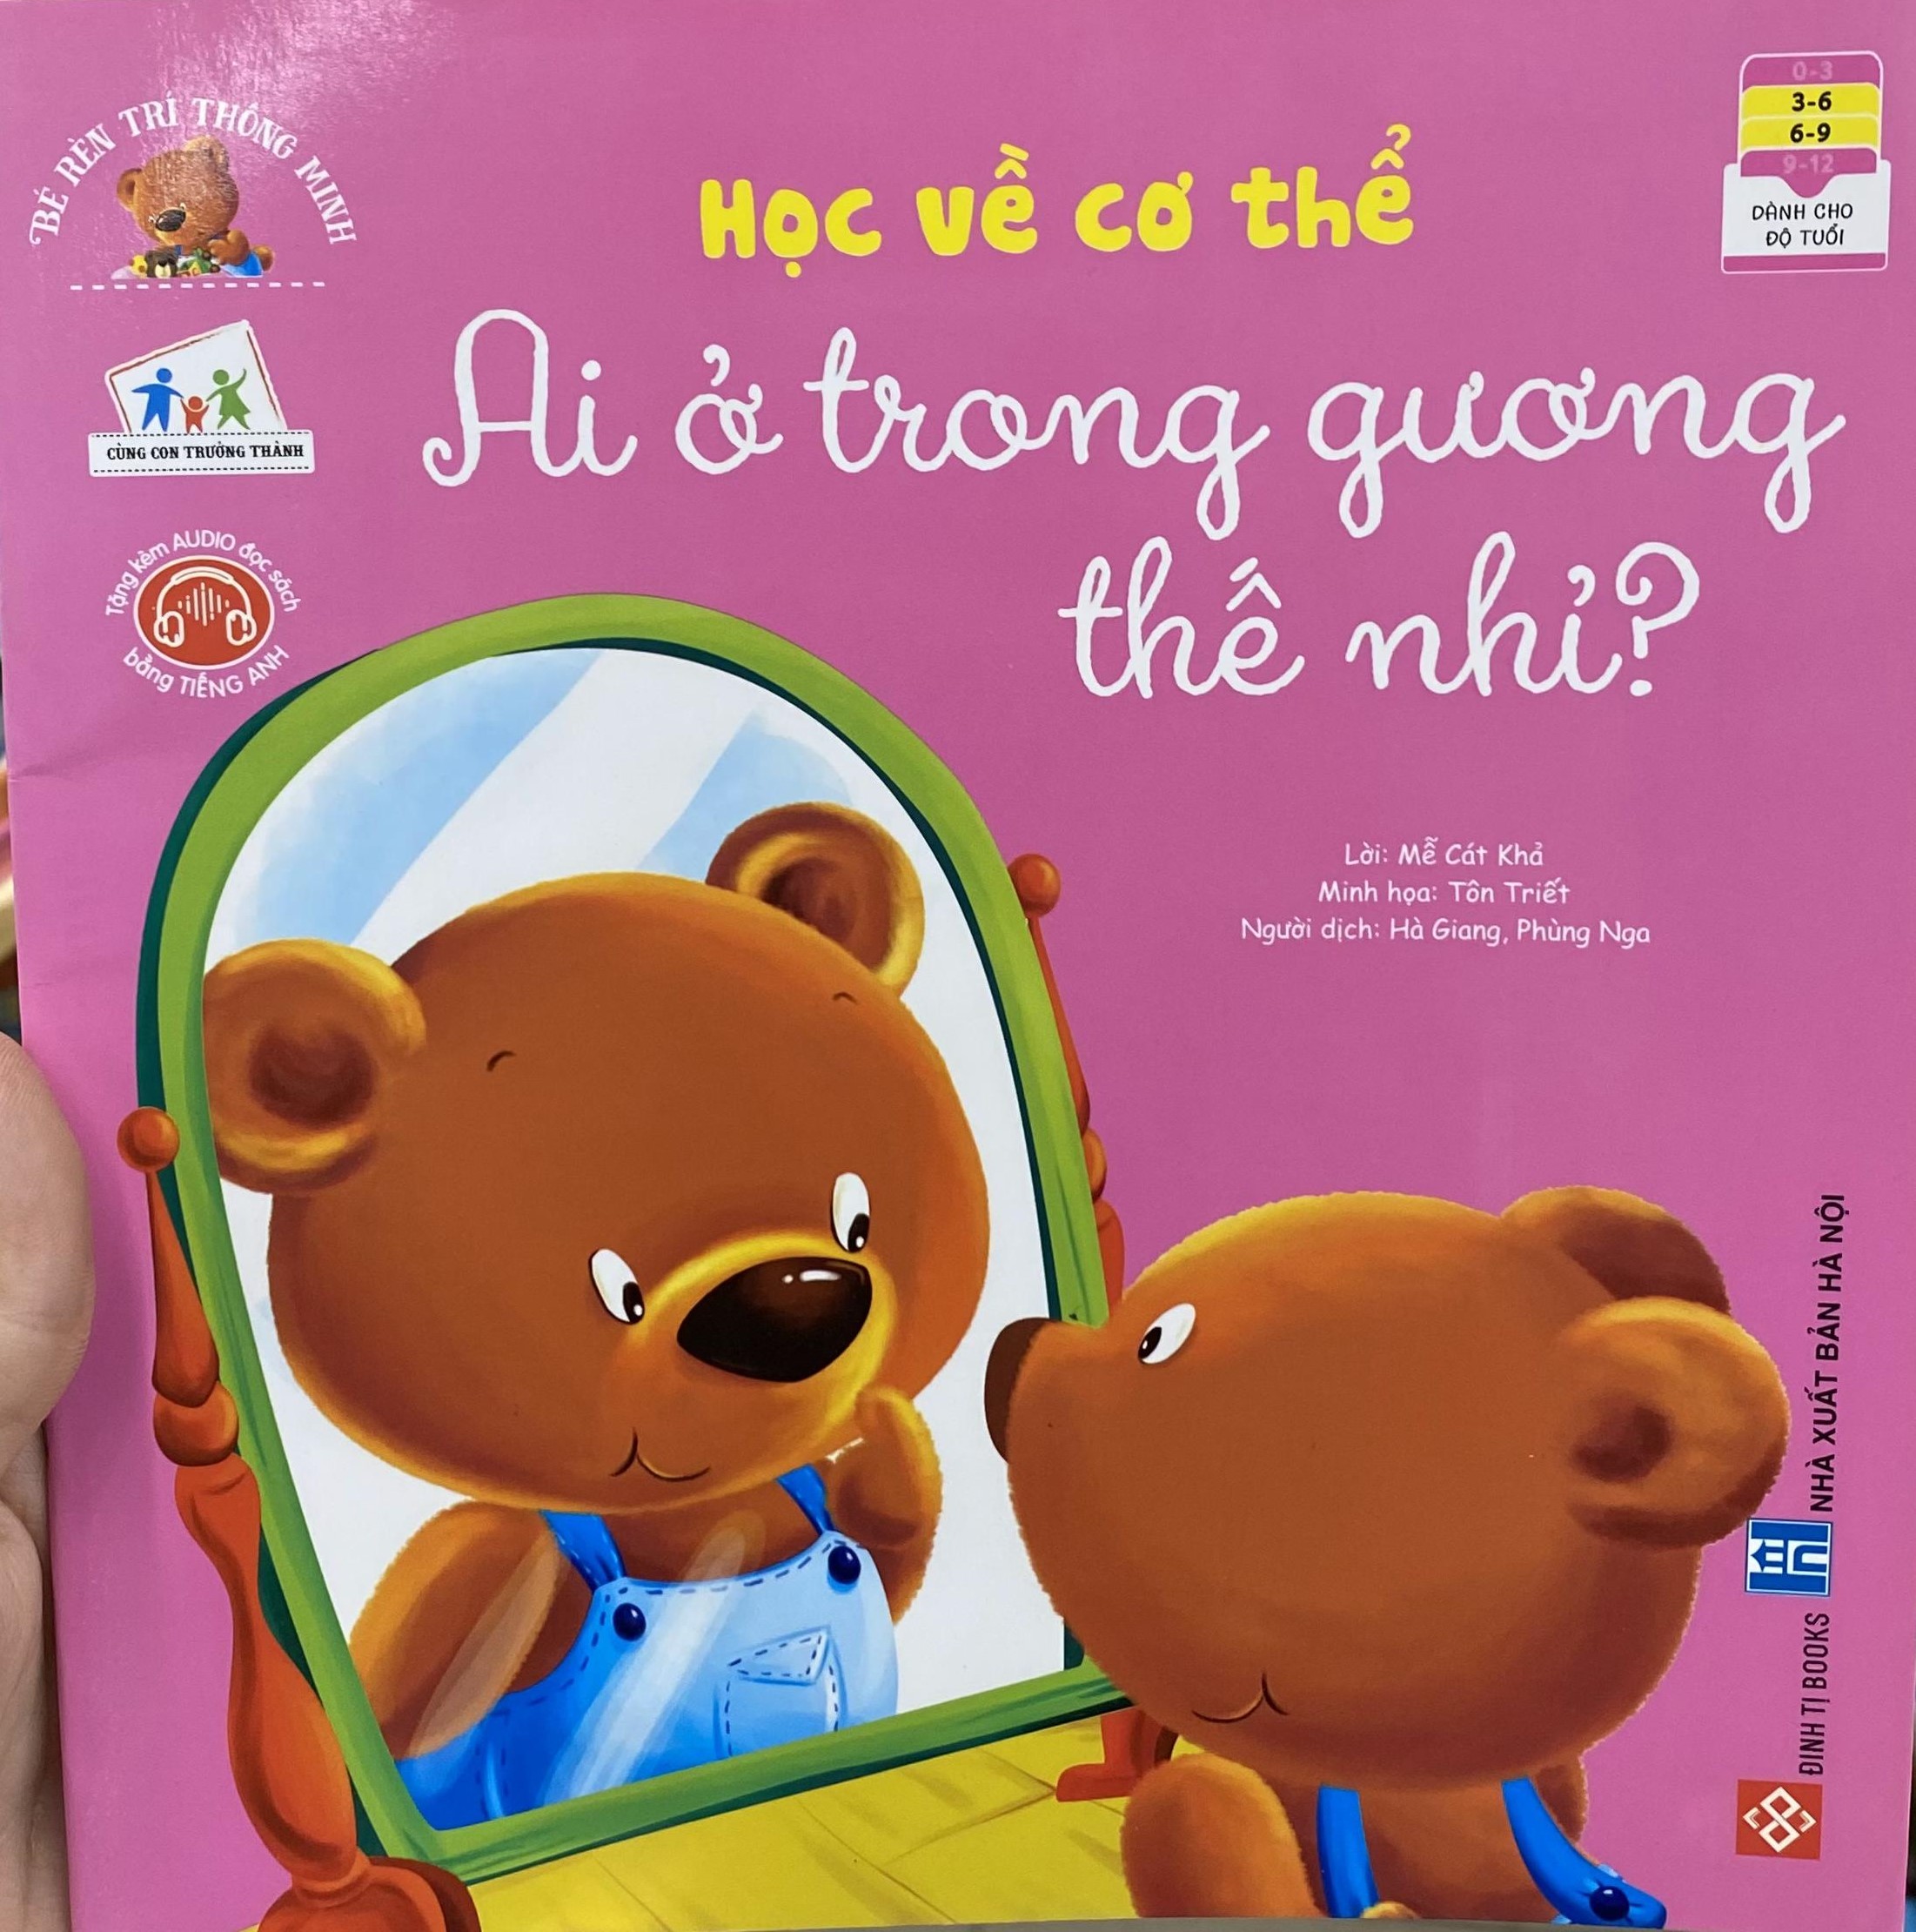 BÉ RÈN TRÍ THÔNG MINH
0-3
3-6
6-9
9-12
DÀNH CHO
ĐỘ TUỔI
Học về cơ thể
CÙNG CON TRƯỞNG THÀNH
Ai ở trong gương
thế nhỉ?
Tặng kèm AUDIO đọc sách
bằng TIẾNG ANH
Lời: Mễ Cát Khả
Minh họa: Tôn Triết
Người dịch: Hà Giang, Phùng Nga
NHÀ XUẤT BẢN HÀ NỘI
ĐINH TỊ BOOKS